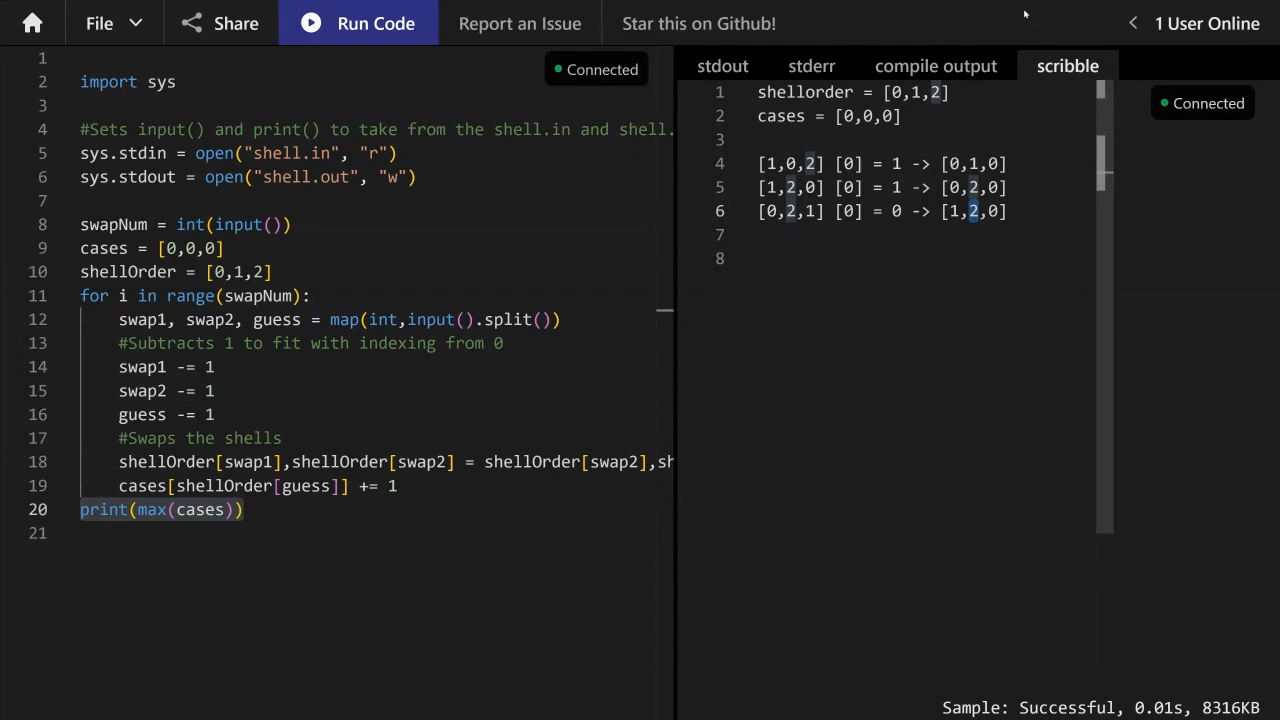 File Share Run Code Report an Issue Star this on Github! 1 User Online
Connected
1
2 import sys
3
4 #Sets input() and print() to take from the shell.in and shell.
5 sys.stdin = open("shell.in", "r")
6 sys.stdout = open("shell.out", "w")
7
8 swapNum = int(input())
9 cases = [0,0,0]
10 shellOrder = [0,1,2]
11 for i in range(swapNum):
12 swap1, swap2, guess = map(int,input().split())
13 #Subtracts 1 to fit with indexing from 0
14 swap1 -= 1
15 swap2 -= 1
16 guess -= 1
17 #Swaps the shells
18 shellOrder[swap1],shellOrder[swap2] = shellOrder[swap2],sh
19 cases[shellOrder[guess]] += 1
20 print(max(cases))
21
stdout stderr compile output scribble
Connected
1 shellorder = [0,1,2]
2 cases = [0,0,0]
3
4 [1,0,2] [0] = 1 -> [0,1,0]
5 [1,2,0] [0] = 1 -> [0,2,0]
6 [0,2,1] [0] = 0 -> [1,2,0]
7
8
Sample: Successful, 0.01s, 8316KB